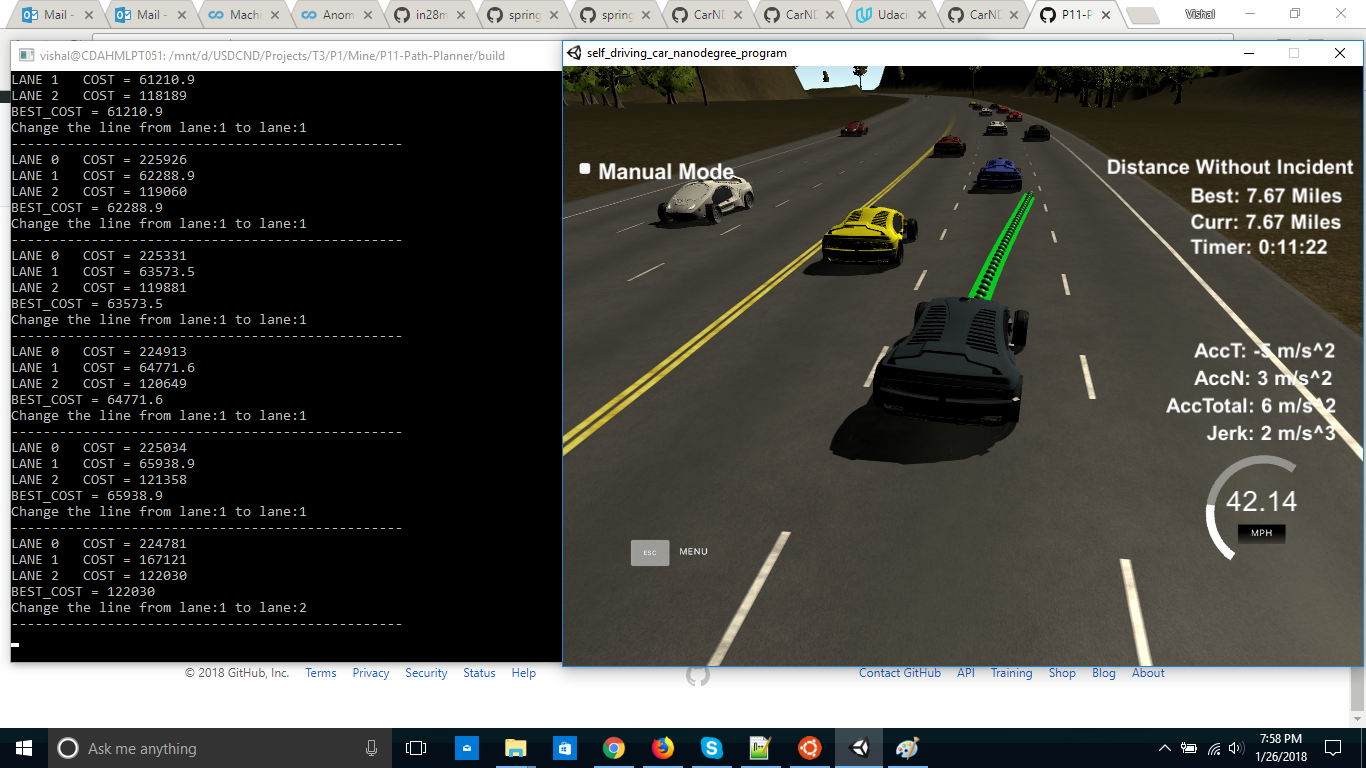 Mail -
Mail -
Machi
Anom
in28m
spring
spring
CarND
CarND
Udaci
CarND
P11-P
Vishal
vishal@CDAHMLPT051: /mnt/d/USDCND/Projects/T3/P1/Mine/P11-Path-Planner/build
LANE 1 COST = 61210.9
LANE 2 COST = 118189
BEST_COST = 61210.9
Change the line from lane:1 to lane:1
-------------------------------------------------
LANE 0 COST = 225926
LANE 1 COST = 62288.9
LANE 2 COST = 119060
BEST_COST = 62288.9
Change the line from lane:1 to lane:1
-------------------------------------------------
LANE 0 COST = 225331
LANE 1 COST = 63573.5
LANE 2 COST = 119881
BEST_COST = 63573.5
Change the line from lane:1 to lane:1
-------------------------------------------------
LANE 0 COST = 224913
LANE 1 COST = 64771.6
LANE 2 COST = 120649
BEST_COST = 64771.6
Change the line from lane:1 to lane:1
-------------------------------------------------
LANE 0 COST = 225034
LANE 1 COST = 65938.9
LANE 2 COST = 121358
BEST_COST = 65938.9
Change the line from lane:1 to lane:1
-------------------------------------------------
LANE 0 COST = 224781
LANE 1 COST = 167121
LANE 2 COST = 122030
BEST_COST = 122030
Change the line from lane:1 to lane:2
-------------------------------------------------
self_driving_car_nanodegree_program
Manual Mode
Distance Without Incident
Best: 7.67 Miles
Curr: 7.67 Miles
Timer: 0:11:22
AccT: -5 m/s^2
AccN: 3 m/s^2
AccTotal: 6 m/s^2
Jerk: 2 m/s^3
42.14
MPH
ESC MENU
© 2018 GitHub, Inc. Terms Privacy Security Status Help
Contact GitHub API Training Shop Blog About
Ask me anything
7:58 PM
1/26/2018